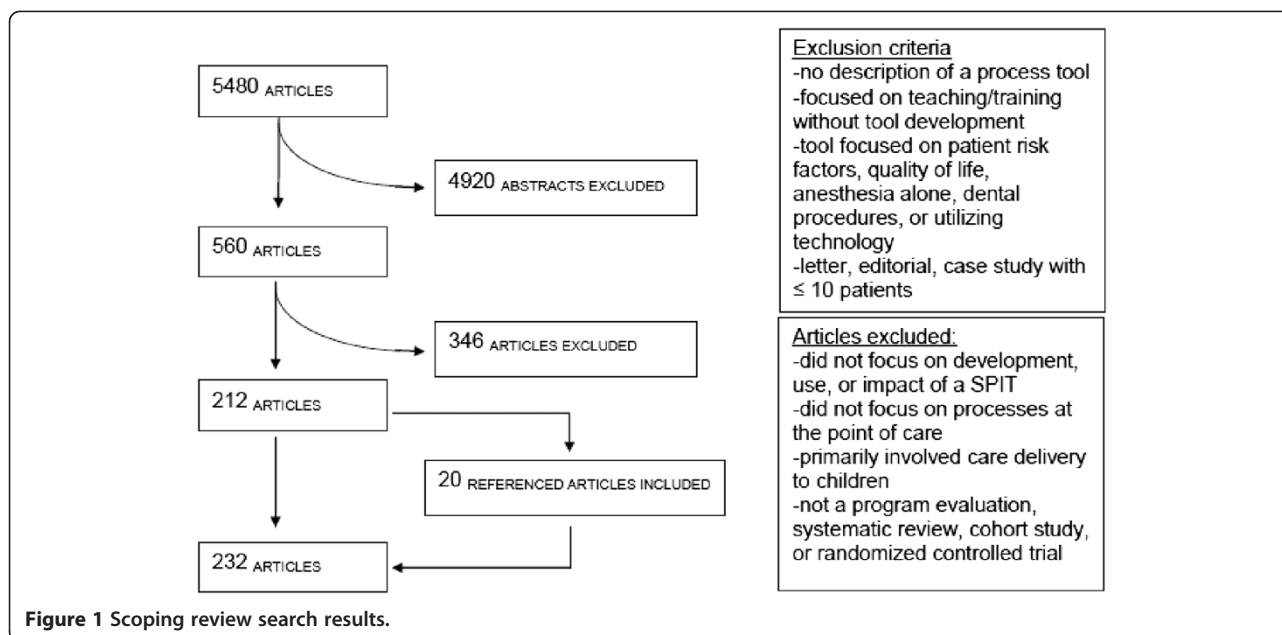 5480 ARTICLES
4920 ABSTRACTS EXCLUDED
560 ARTICLES
346 ARTICLES EXCLUDED
212 ARTICLES
20 REFERENCED ARTICLES INCLUDED
232 ARTICLES
Exclusion criteria
-no description of a process tool
-focused on teaching/training
without tool development
-tool focused on patient risk
factors, quality of life,
anesthesia alone, dental
procedures, or utilizing
technology
-letter, editorial, case study with
≤ 10 patients
Articles excluded:
-did not focus on development,
use, or impact of a SPIT
-did not focus on processes at
the point of care
-primarily involved care delivery
to children
-not a program evaluation,
systematic review, cohort study,
or randomized controlled trial
Figure 1 Scoping review search results.